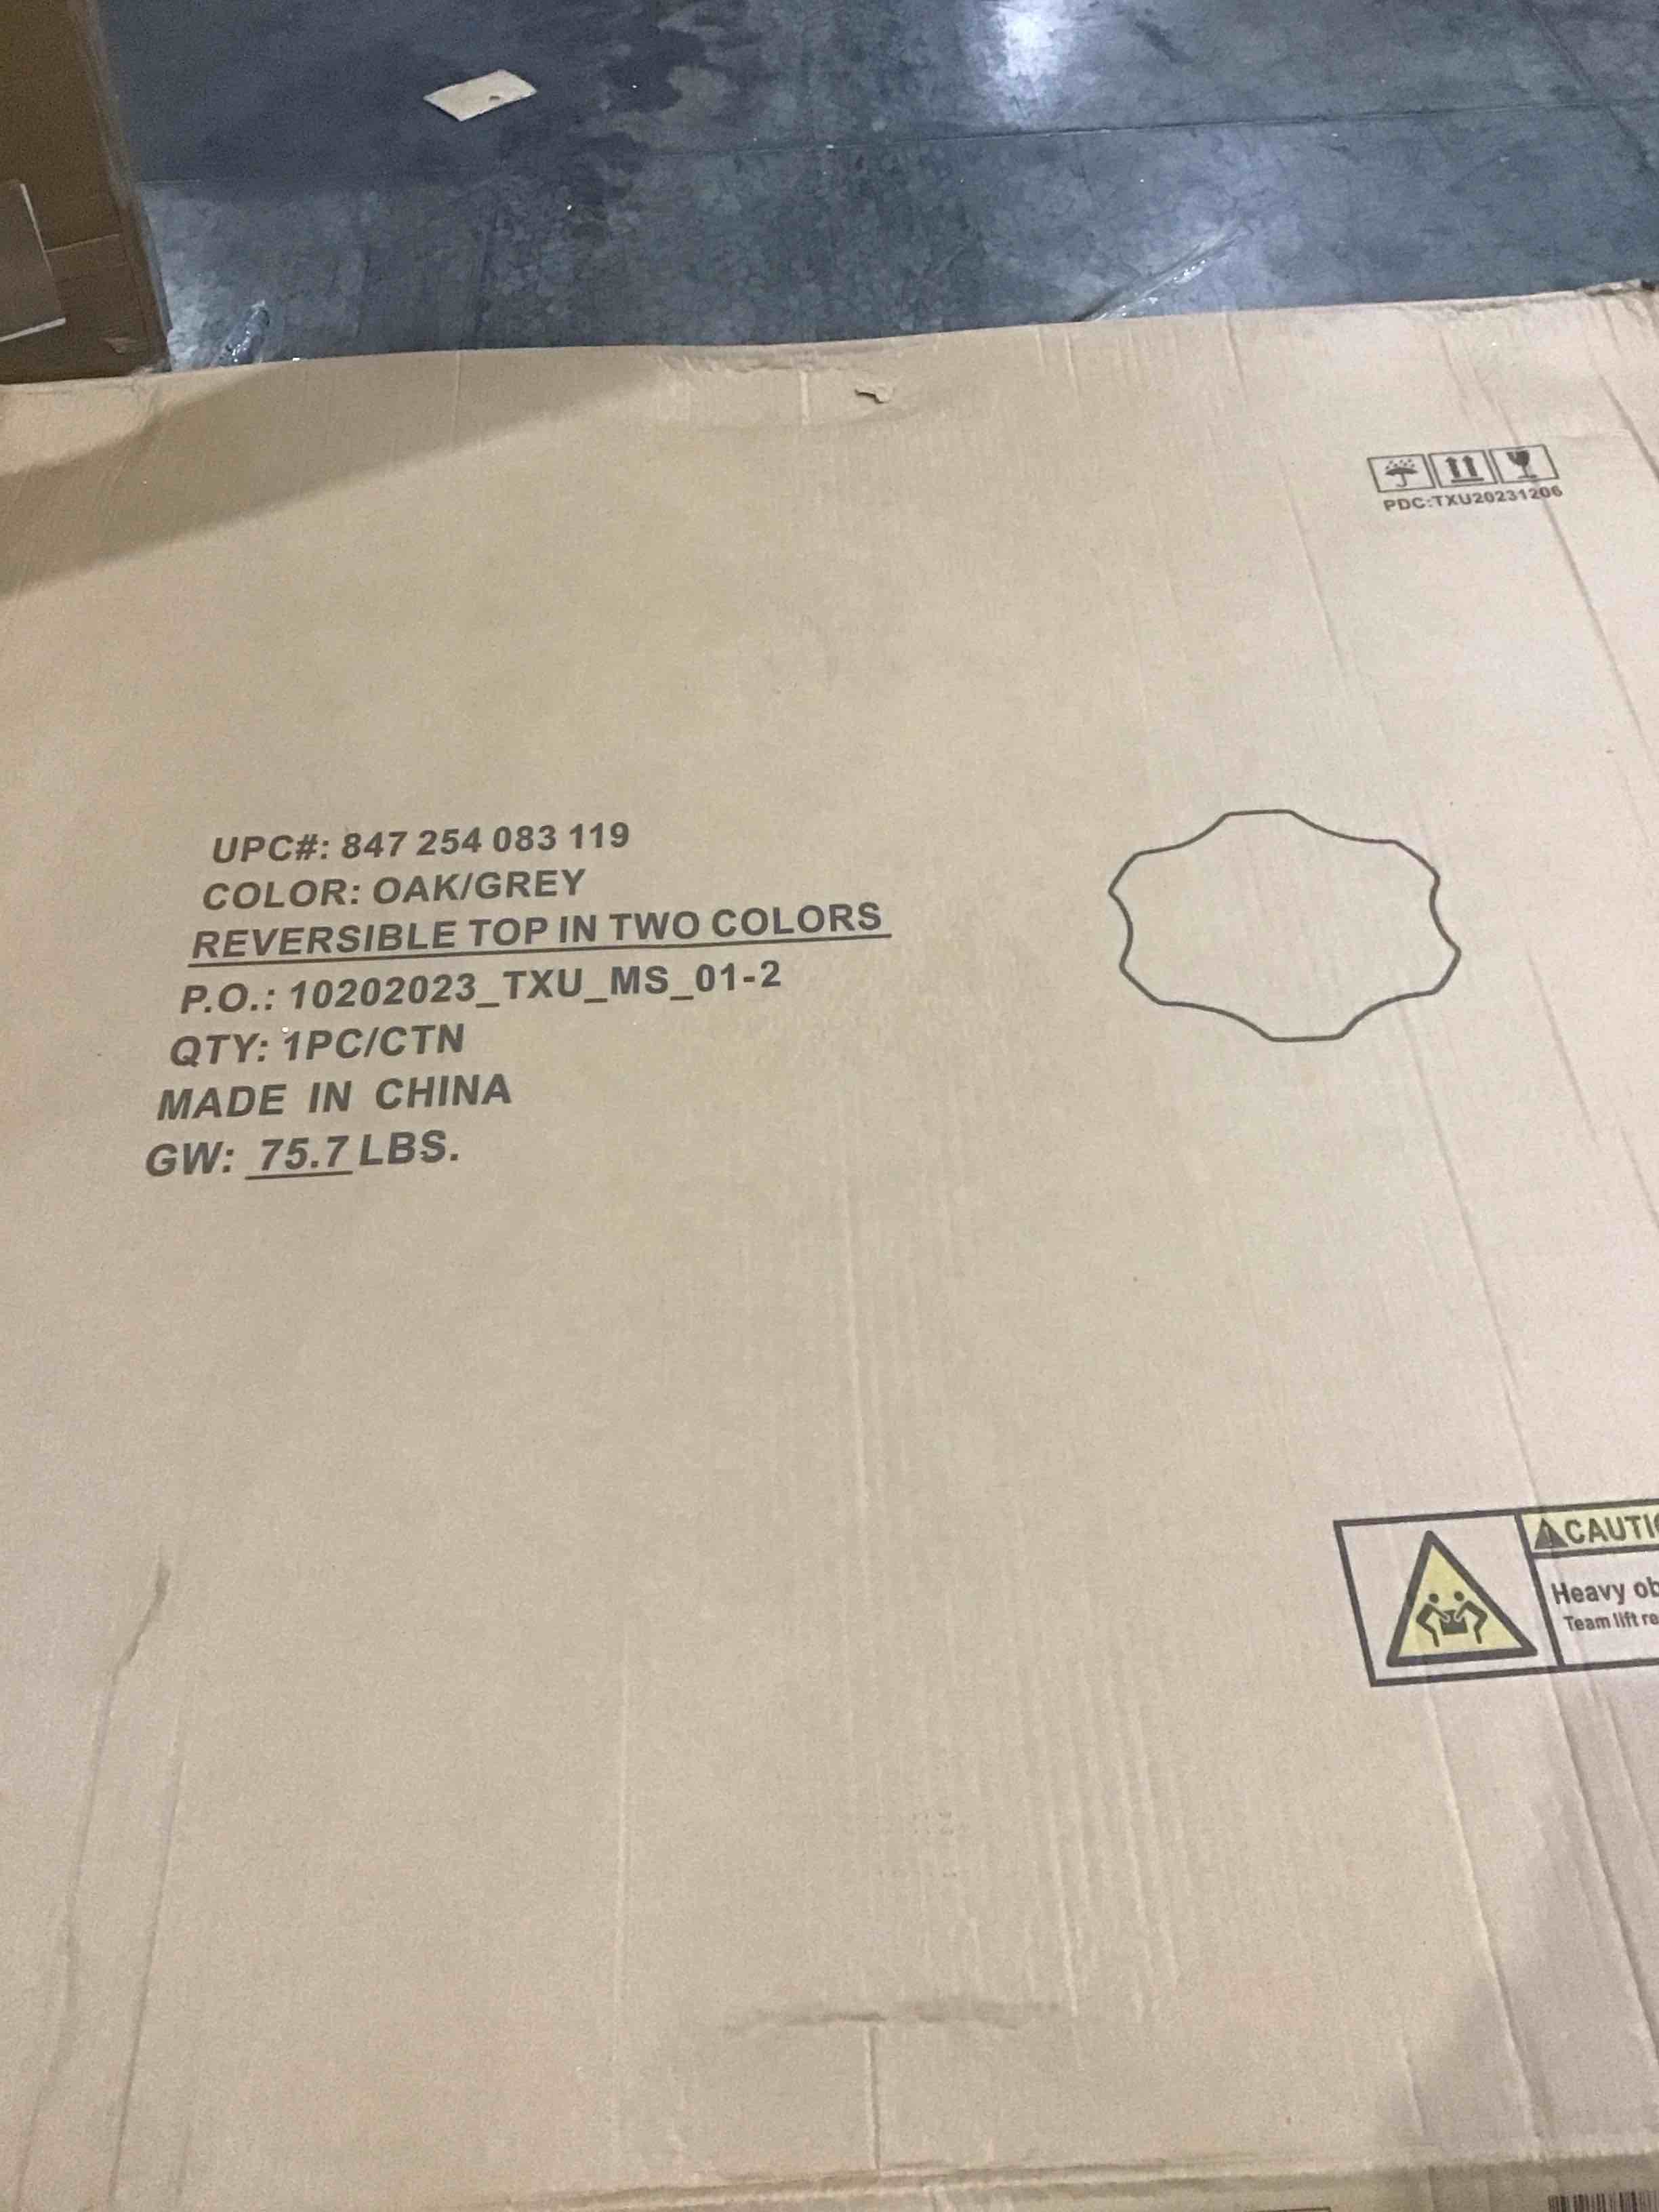 PDC:TXU20231206
UPC#: 847 254 083 119
COLOR: OAK/GREY
REVERSIBLE TOP IN TWO COLORS
P.O.: 10202023_TXU_MS_01-2
QTY: 1PC/CTN
MADE IN CHINA
GW: 75.7 LBS.
CAUTI
Heavy ob
Team lift re